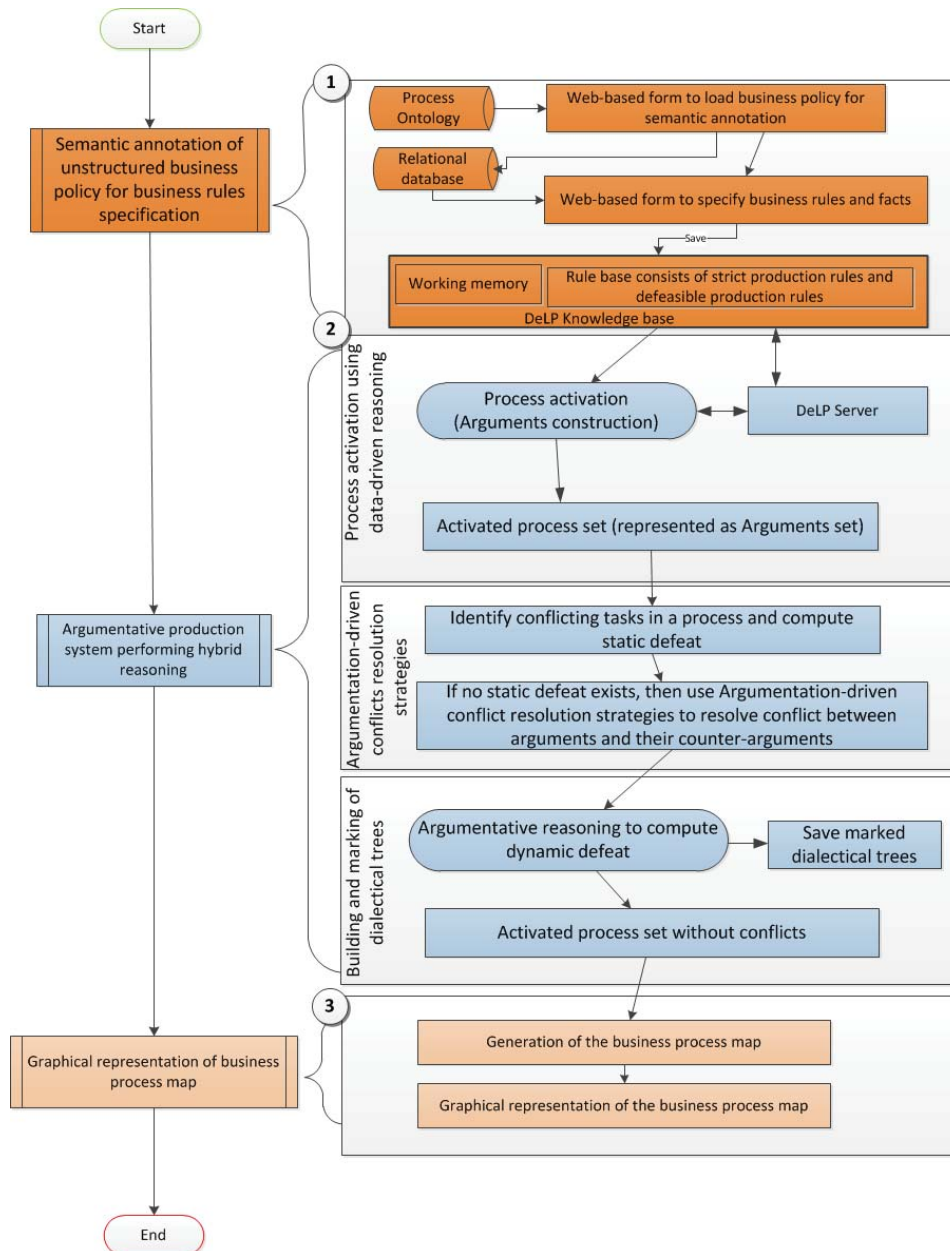 Start
Semantic annotation of
unstructured business
policy for business rules
specification
1
Process
Ontology
Web-based form to load business policy for
semantic annotation
Relational
database
Web-based form to specify business rules and facts
Save
Working memory
Rule base consists of strict production rules and
defeasible production rules
DeLP Knowledge base
2
Process activation using
data-driven reasoning
Process activation
(Arguments construction)
DeLP Server
Activated process set (represented as Arguments set)
Argumentative production
system performing hybrid
reasoning
Argumentation-driven
conflicts resolution
strategies
Identify conflicting tasks in a process and compute
static defeat
If no static defeat exists, then use Argumentation-driven
conflict resolution strategies to resolve conflict between
arguments and their counter-arguments
Building and marking of
dialectical trees
Argumentative reasoning to compute
dynamic defeat
Save marked
dialectical trees
Activated process set without conflicts
3
Graphical representation of business
process map
Generation of the business process map
Graphical representation of the business process map
End